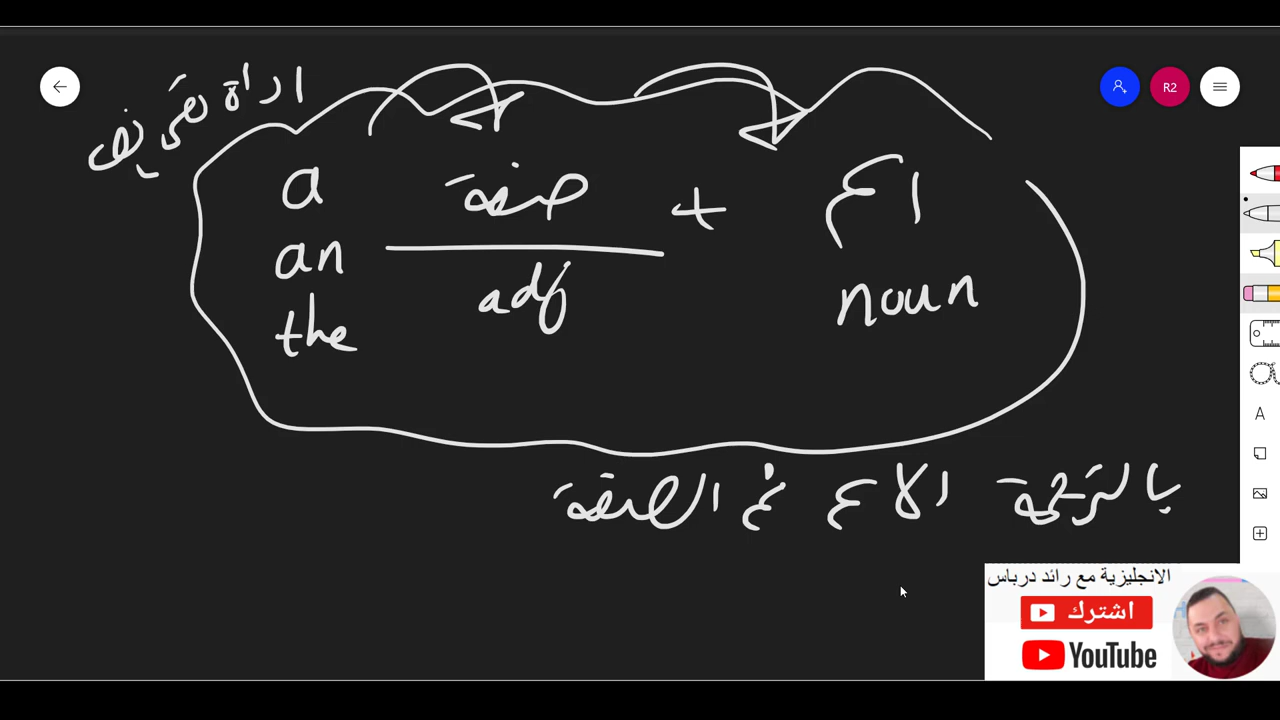 اداة تعريف
a صفة + اسم
an adj noun
the
بالترجمة الاسم ثم الصفة
R2
A
الانجليزية مع رائد درباس
اشترك
YouTube